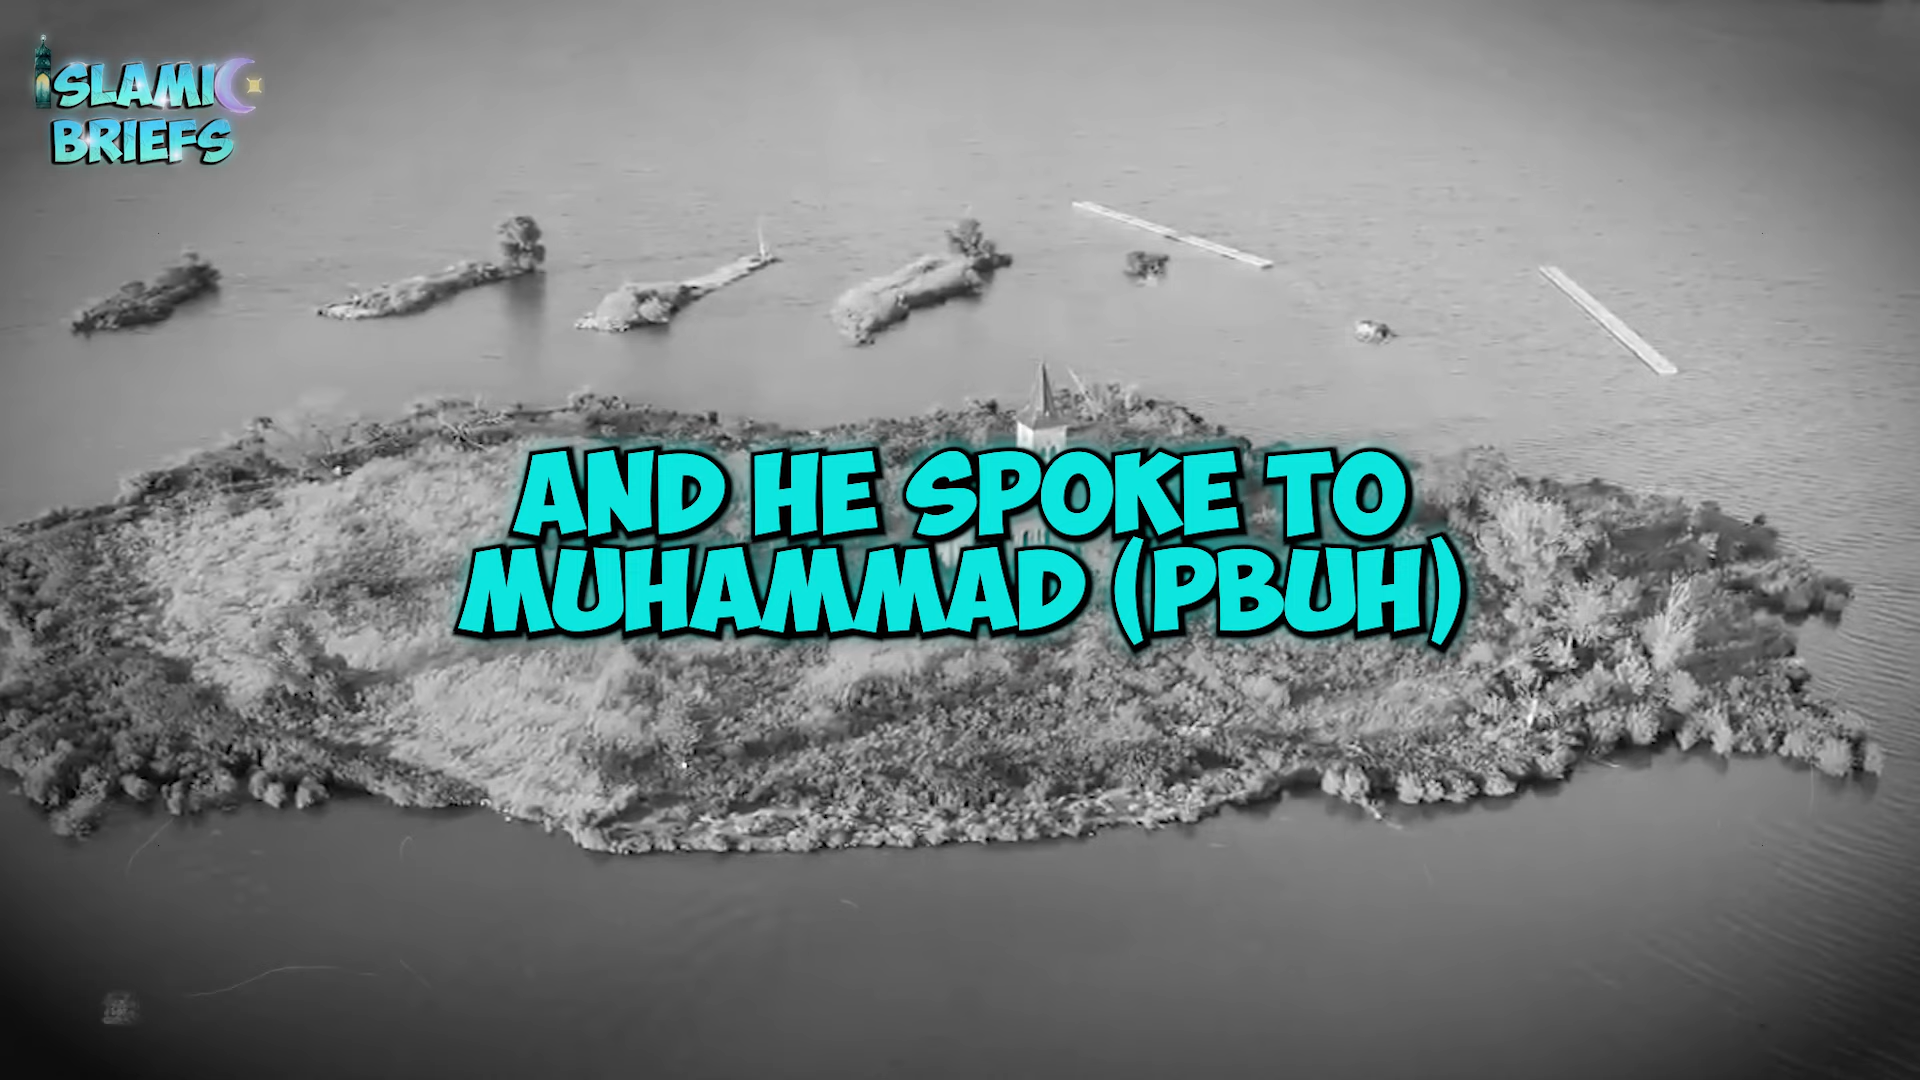 ISLAMIC
BRIEFS
AND HE SPOKE TO
MUHAMMAD (PBUH)